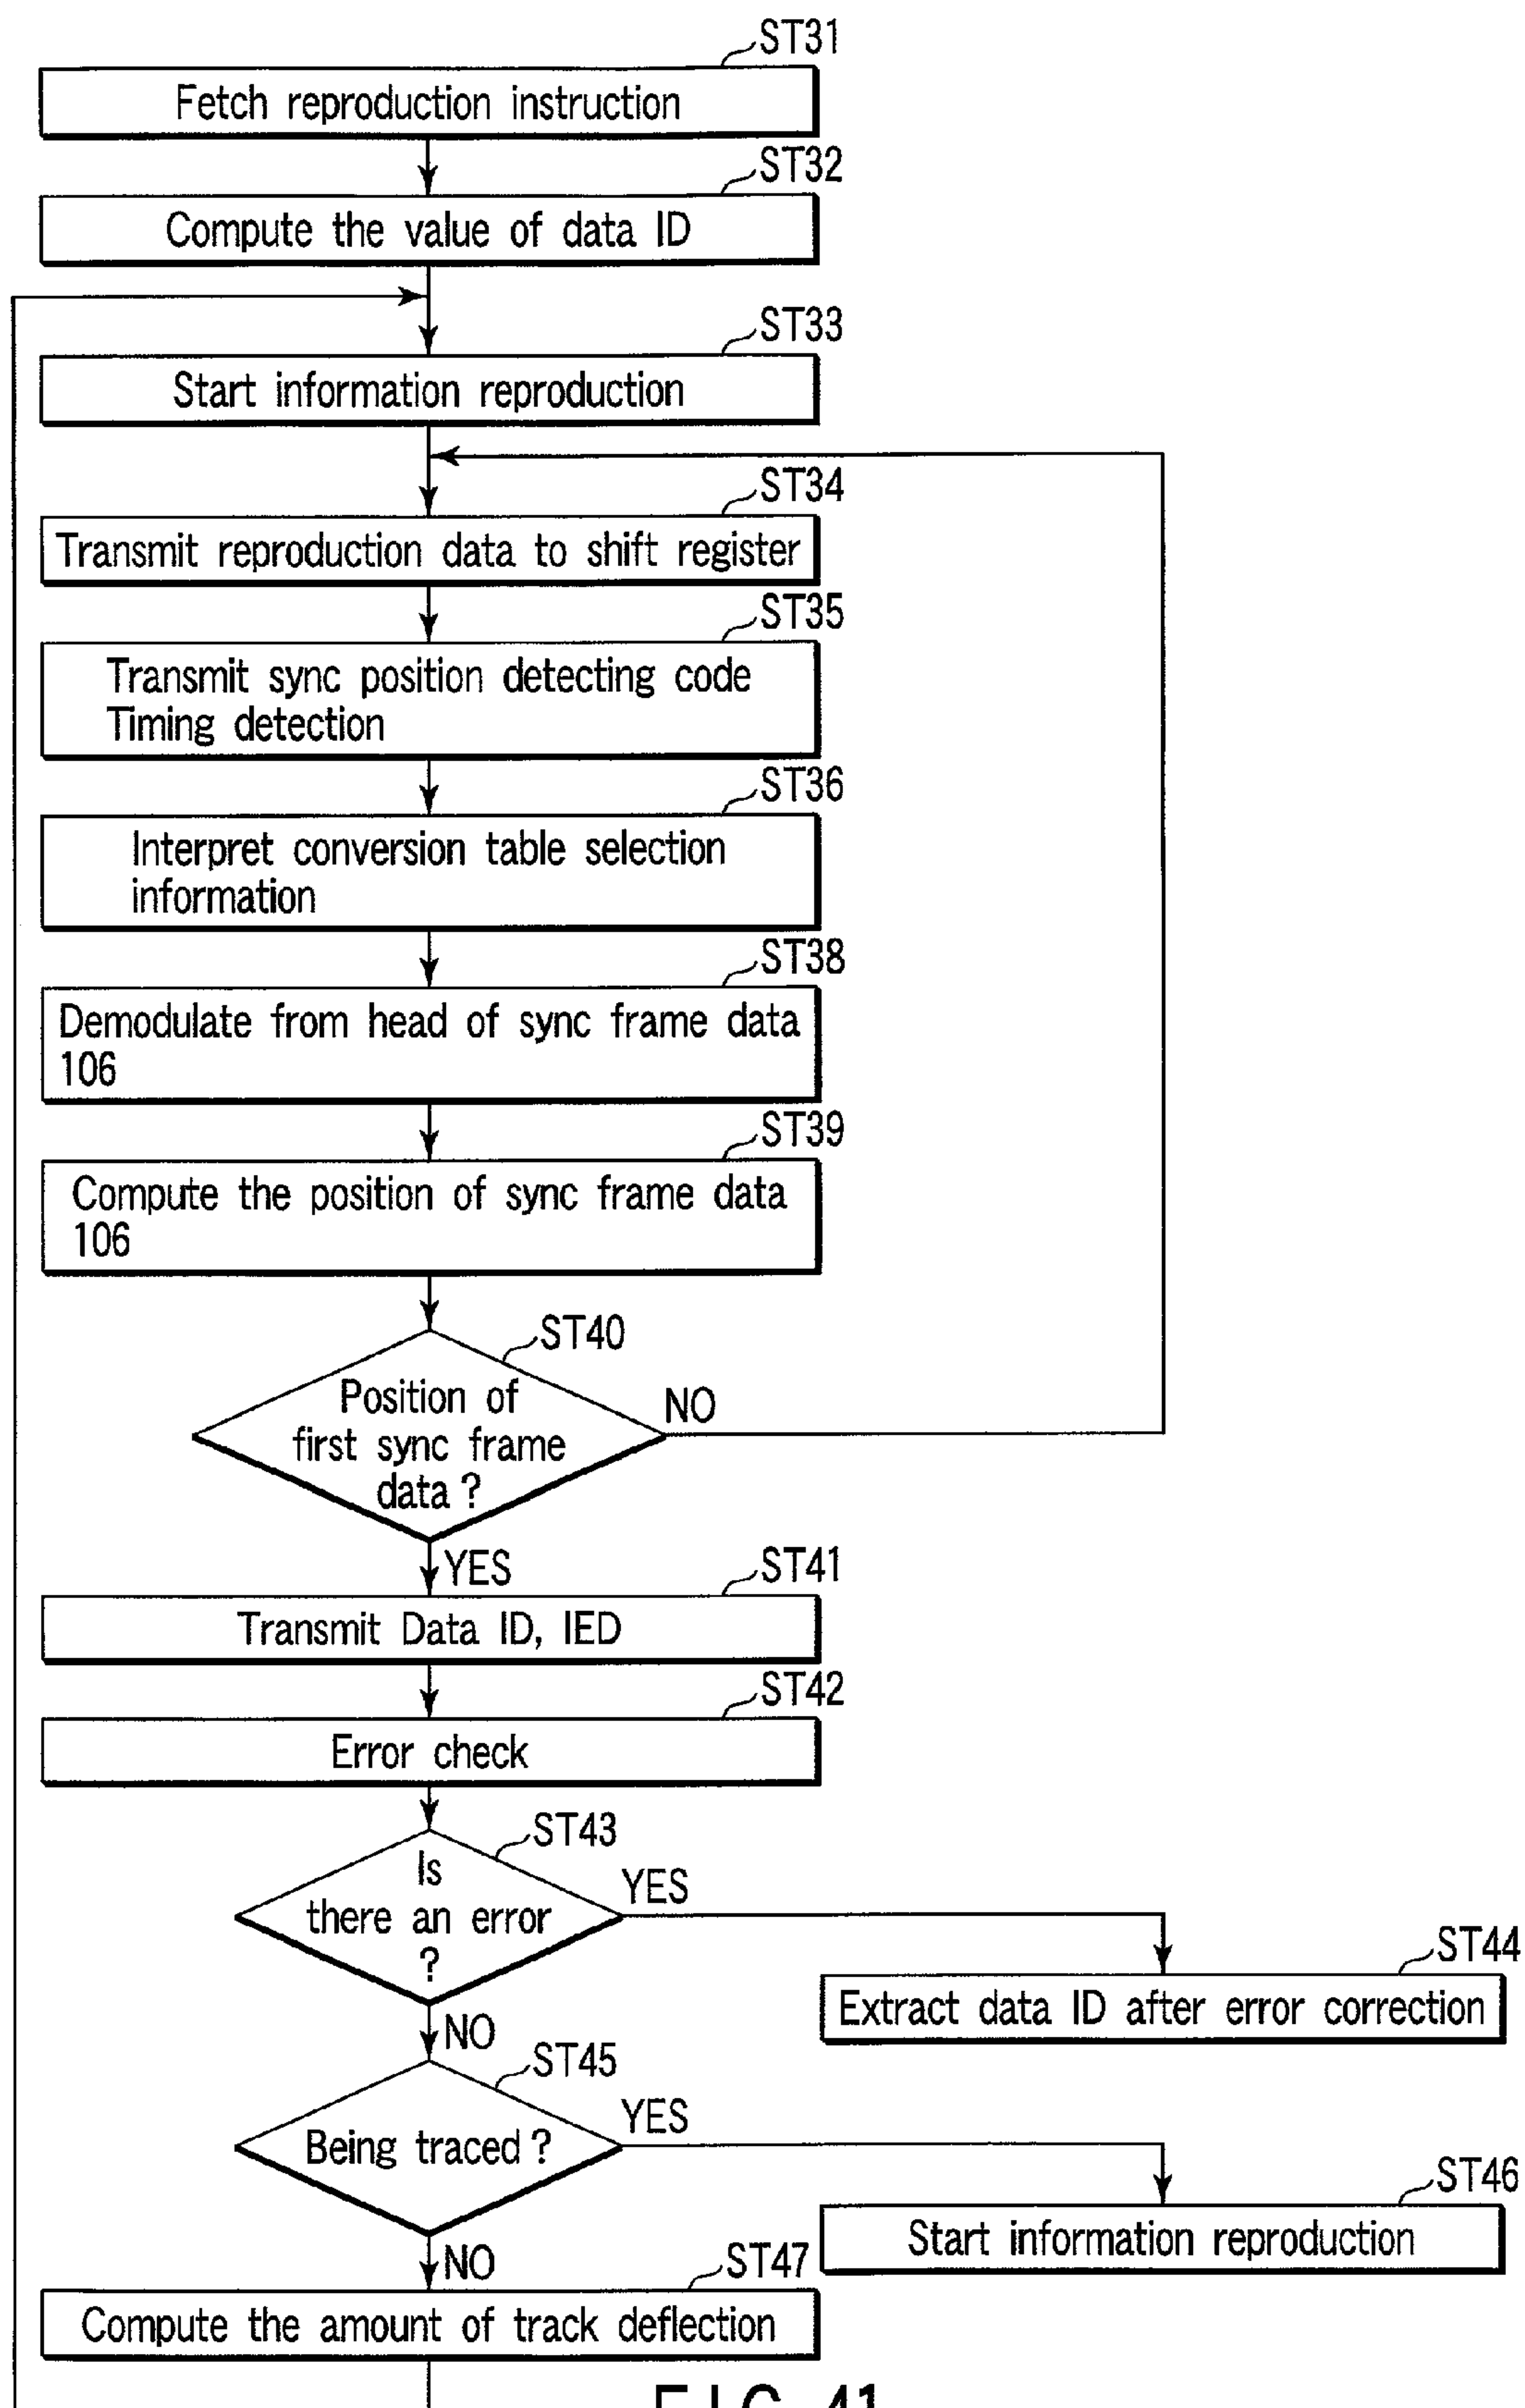 ST31
Fetch reproduction instruction
ST32
Compute the value of data ID
ST33
Start information reproduction
ST34
Transmit reproduction data to shift register
ST35
Transmit sync position detecting code
Timing detection
ST36
Interpret conversion table selection
information
ST38
Demodulate from head of sync frame data
106
ST39
Compute the position of sync frame data
106
ST40
Position of
first sync frame
data ?
NO
YES
ST41
Transmit Data ID, IED
ST42
Error check
ST43
Is
there an error
?
YES
ST44
Extract data ID after error correction
NO
ST45
Being traced ?
YES
ST46
Start information reproduction
NO
ST47
Compute the amount of track deflection
FIG. 41